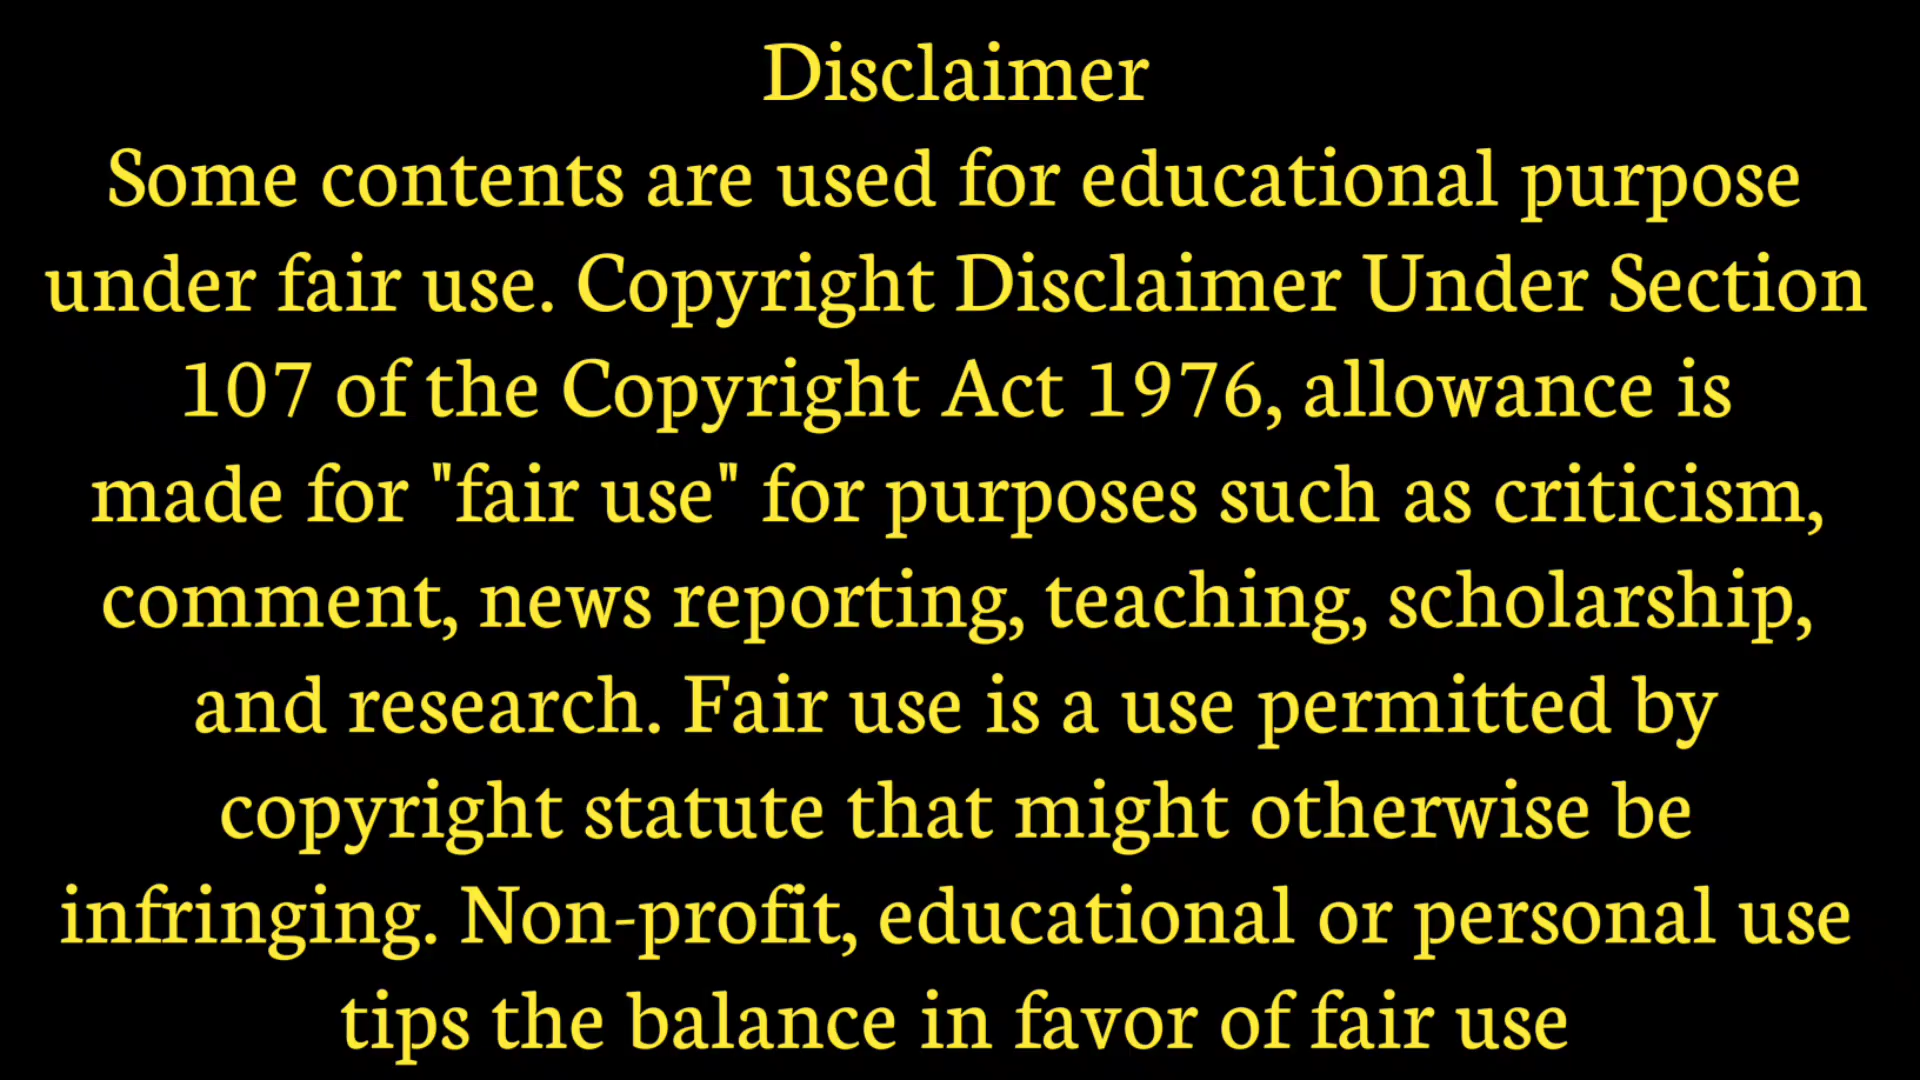 Disclaimer
Some contents are used for educational purpose
under fair use. Copyright Disclaimer Under Section
107 of the Copyright Act 1976, allowance is
made for "fair use" for purposes such as criticism,
comment, news reporting, teaching, scholarship,
and research. Fair use is a use permitted by
copyright statute that might otherwise be
infringing. Non-profit, educational or personal use
tips the balance in favor of fair use